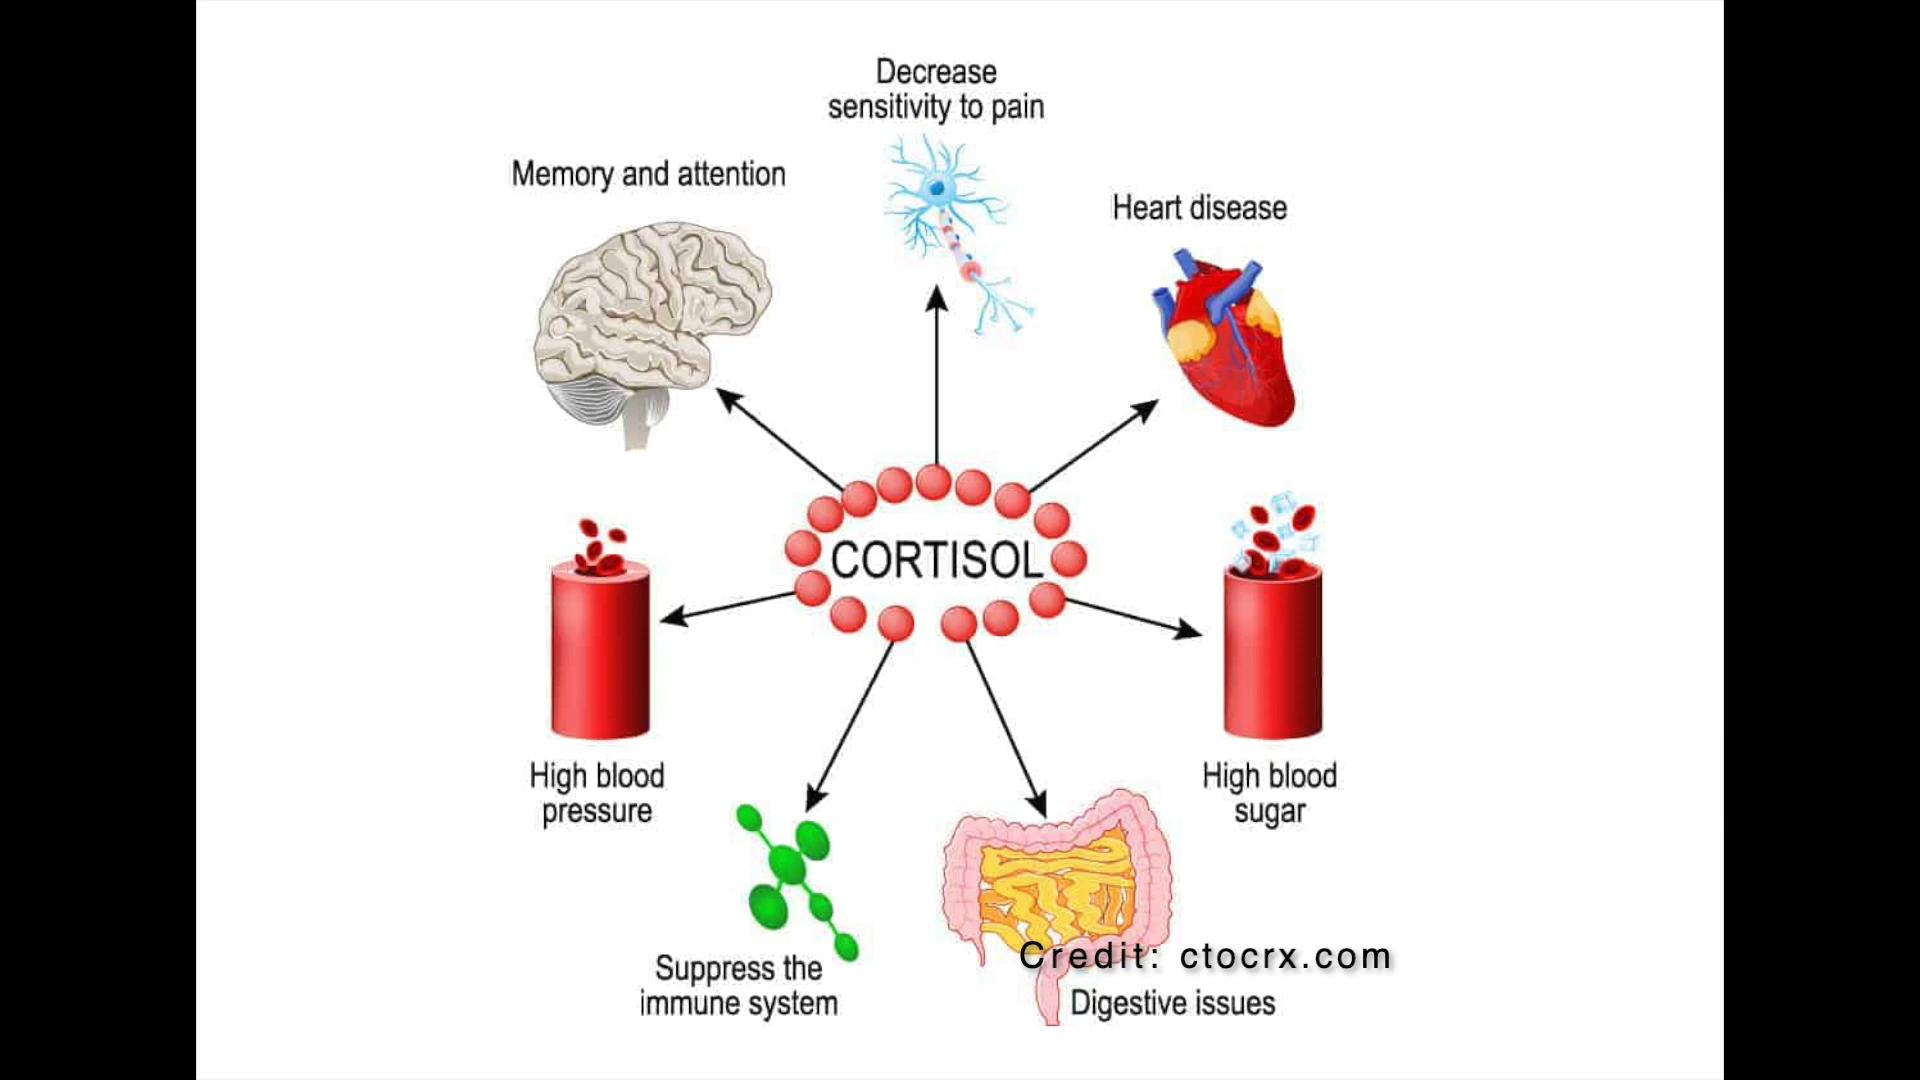 Decrease
sensitivity to pain
Memory and attention
Heart disease
CORTISOL
High blood
pressure
High blood
sugar
Suppress the
immune system
Credit: ctocrx.com
Digestive issues